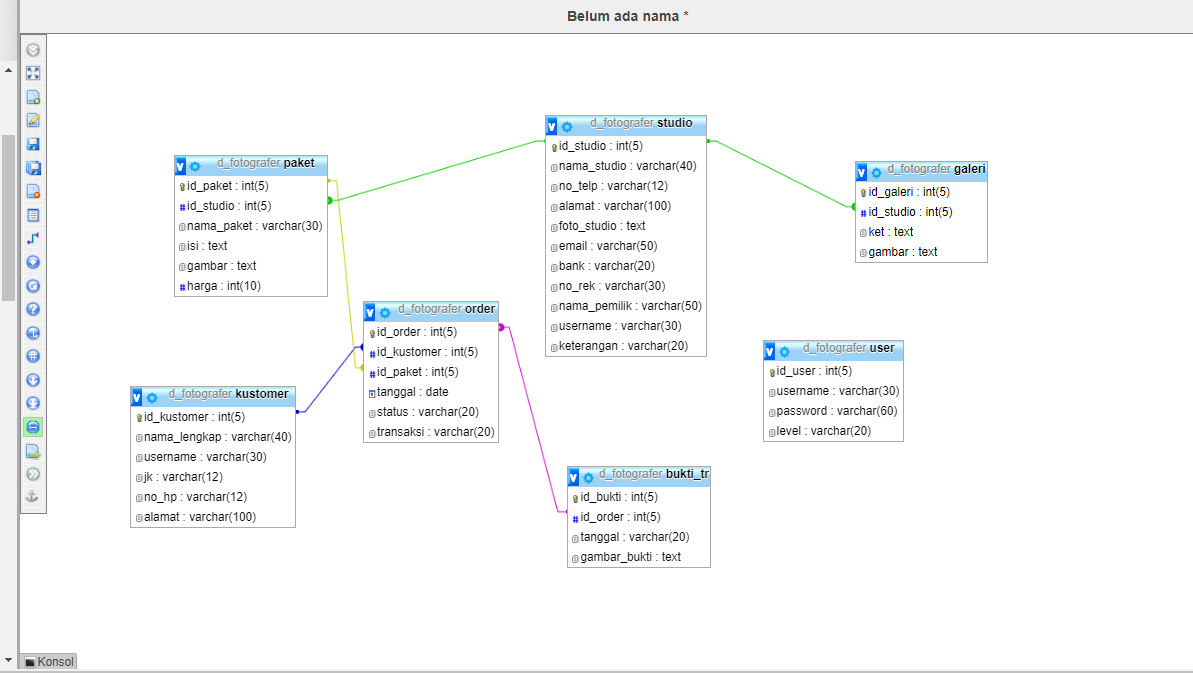 Belum ada nama *
d_fotografer studio
id_studio : int(5)
nama_studio : varchar(40)
no_telp : varchar(12)
alamat : varchar(100)
foto_studio : text
email : varchar(50)
bank : varchar(20)
no_rek : varchar(30)
nama_pemilik : varchar(50)
username : varchar(30)
keterangan : varchar(20)
d_fotografer paket
id_paket : int(5)
id_studio : int(5)
nama_paket : varchar(30)
isi : text
gambar : text
harga : int(10)
d_fotografer galeri
id_galeri : int(5)
id_studio : int(5)
ket : text
gambar : text
d_fotografer order
id_order : int(5)
id_kustomer : int(5)
id_paket : int(5)
tanggal : date
status : varchar(20)
transaksi : varchar(20)
d_fotografer user
id_user : int(5)
username : varchar(30)
password : varchar(60)
level : varchar(20)
d_fotografer kustomer
id_kustomer : int(5)
nama_lengkap : varchar(40)
username : varchar(30)
jk : varchar(12)
no_hp : varchar(12)
alamat : varchar(100)
d_fotografer bukti_tr
id_bukti : int(5)
id_order : int(5)
tanggal : varchar(20)
gambar_bukti : text
Konsol